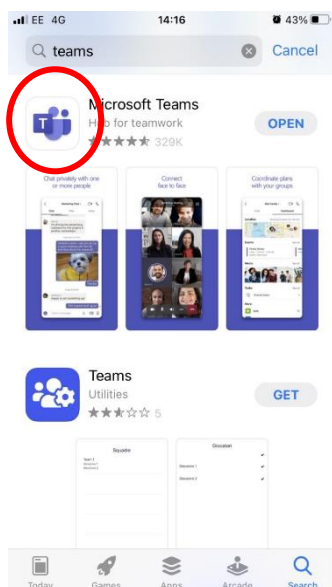 EE 4G 14:16 43%
teams Cancel
Microsoft Teams
Hub for teamwork
329K
OPEN
Chat privately with one
or more people
Connect
face to face
Coordinate plans
with your groups
Teams
Utilities
5
GET
Squadre
Giocatori
Today Games Apps Arcade Search